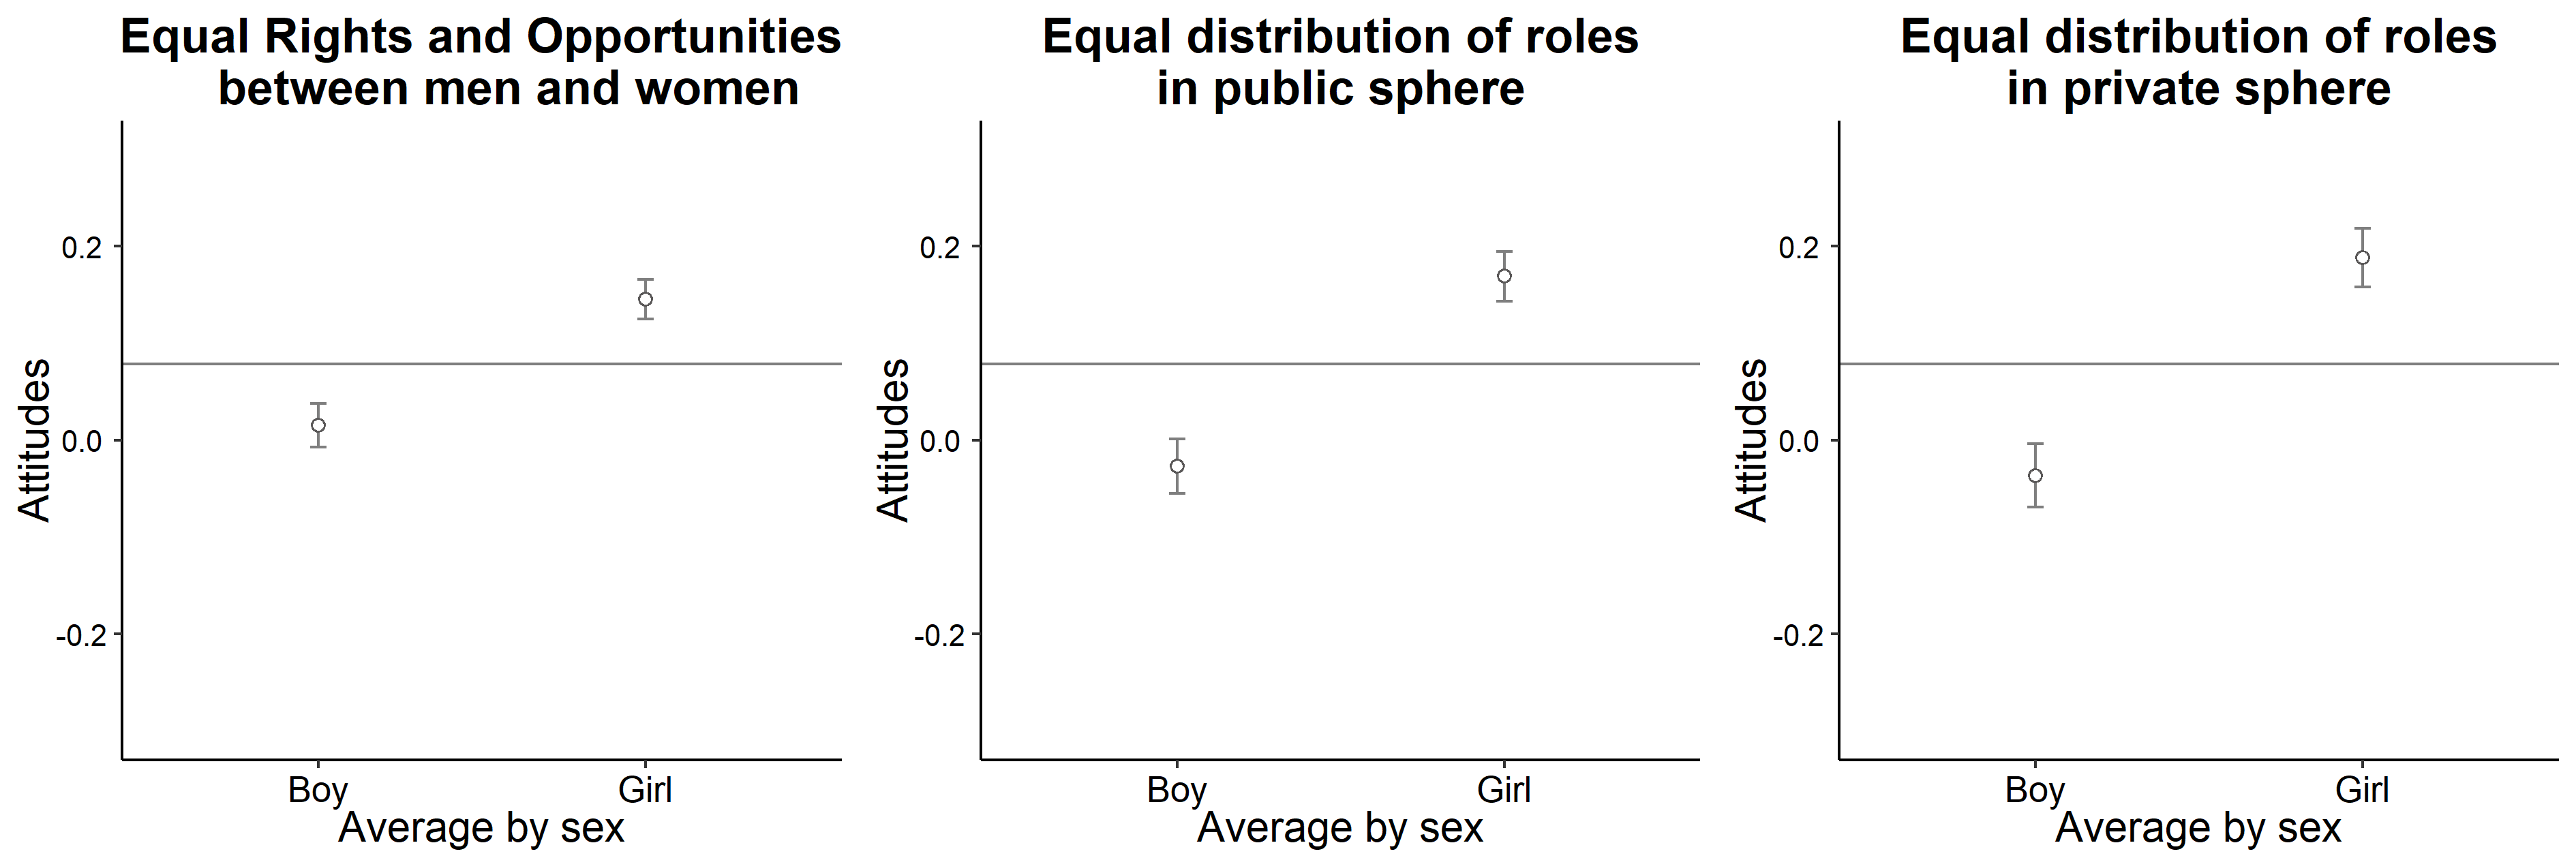 Equal Rights and Opportunities
between men and women
Attitudes
0.2
0.0
-0.2
Boy
Girl
Average by sex
Equal distribution of roles
in public sphere
Attitudes
0.2
0.0
-0.2
Boy
Girl
Average by sex
Equal distribution of roles
in private sphere
Attitudes
0.2
0.0
-0.2
Boy
Girl
Average by sex